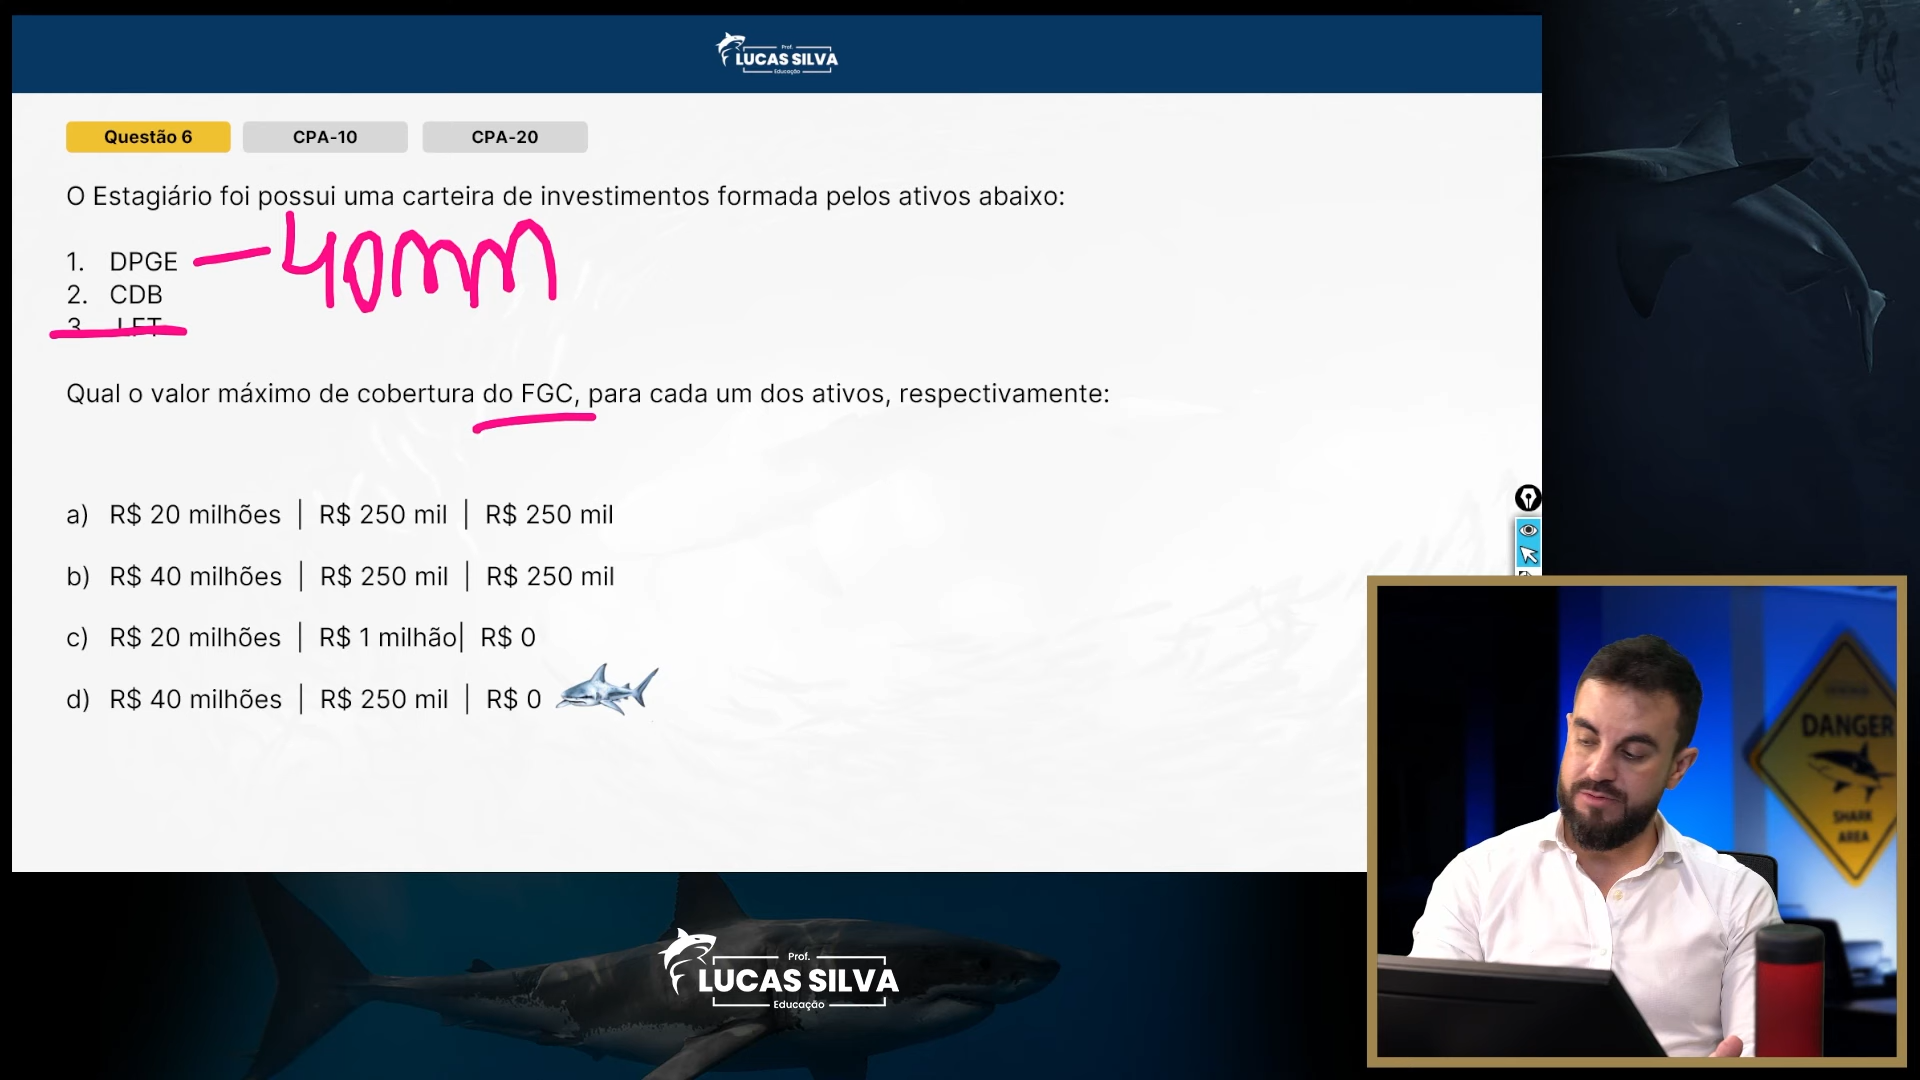 Prof.
LUCAS SILVA
Educação
Questão 6
CPA-10
CPA-20
O Estagiário foi possui uma carteira de investimentos formada pelos ativos abaixo:
1. DPGE — 40mm
2. CDB
3. LFT
Qual o valor máximo de cobertura do FGC, para cada um dos ativos, respectivamente:
a) R$ 20 milhões | R$ 250 mil | R$ 250 mil
b) R$ 40 milhões | R$ 250 mil | R$ 250 mil
c) R$ 20 milhões | R$ 1 milhão| R$ 0
d) R$ 40 milhões | R$ 250 mil | R$ 0
DANGER
SHARK
AREA
Prof.
LUCAS SILVA
Educação